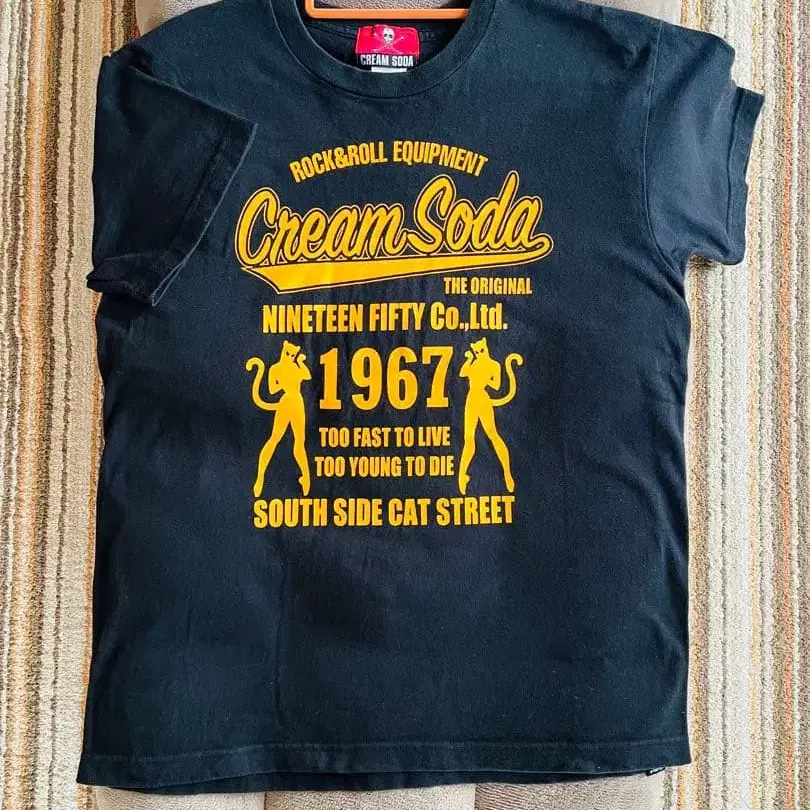 CREAM SODA
ROCK&ROLL EQUIPMENT
Cream Soda
THE ORIGINAL
NINETEEN FIFTY Co.,Ltd.
1967
TOO FAST TO LIVE
TOO YOUNG TO DIE
SOUTH SIDE CAT STREET